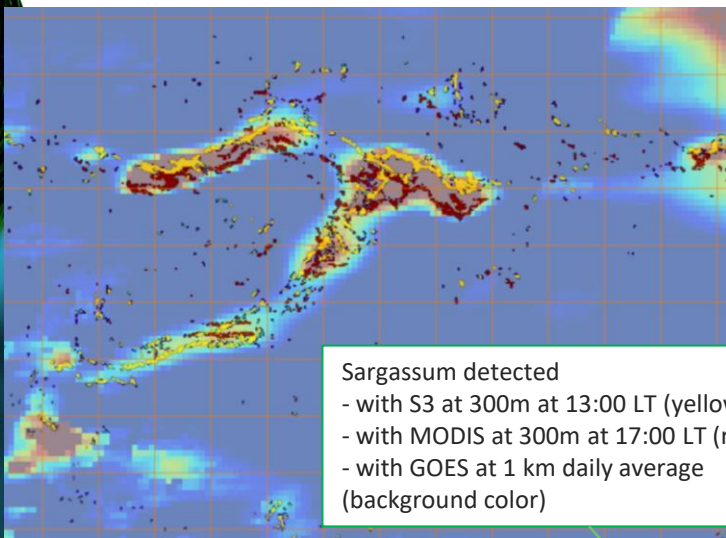 Sargassum detected
- with S3 at 300m at 13:00 LT (yellow
- with MODIS at 300m at 17:00 LT (r
- with GOES at 1 km daily average
(background color)